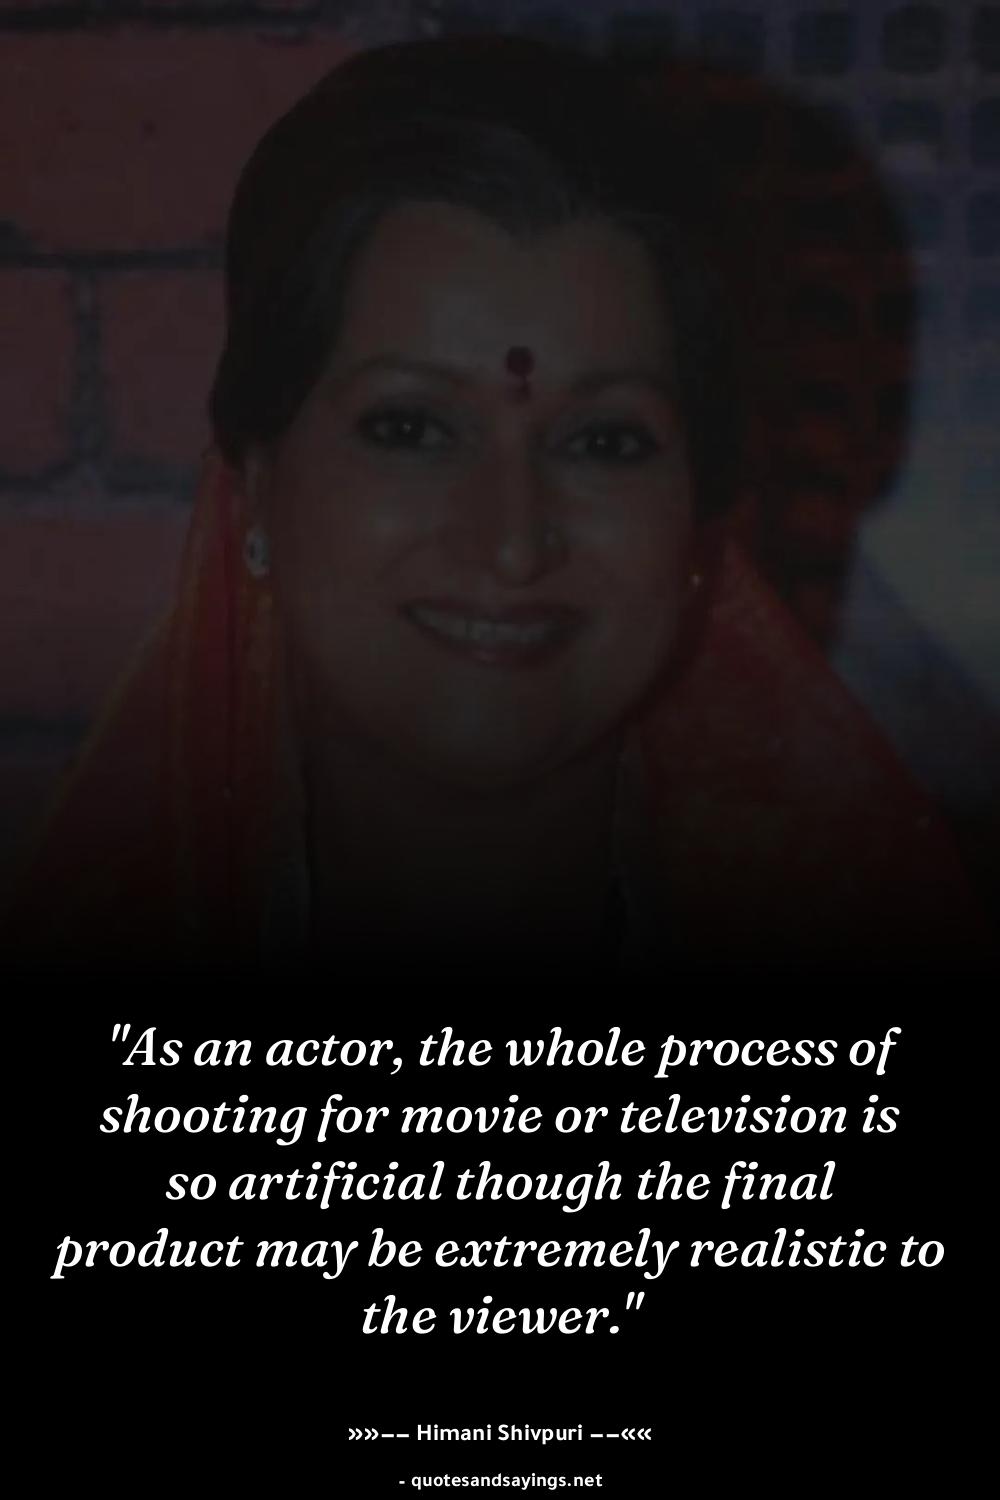 "As an actor, the whole process of
shooting for movie or television is
so artificial though the final
product may be extremely realistic to
the viewer."
»»–– Himani Shivpuri ––««
- quotesandsayings.net